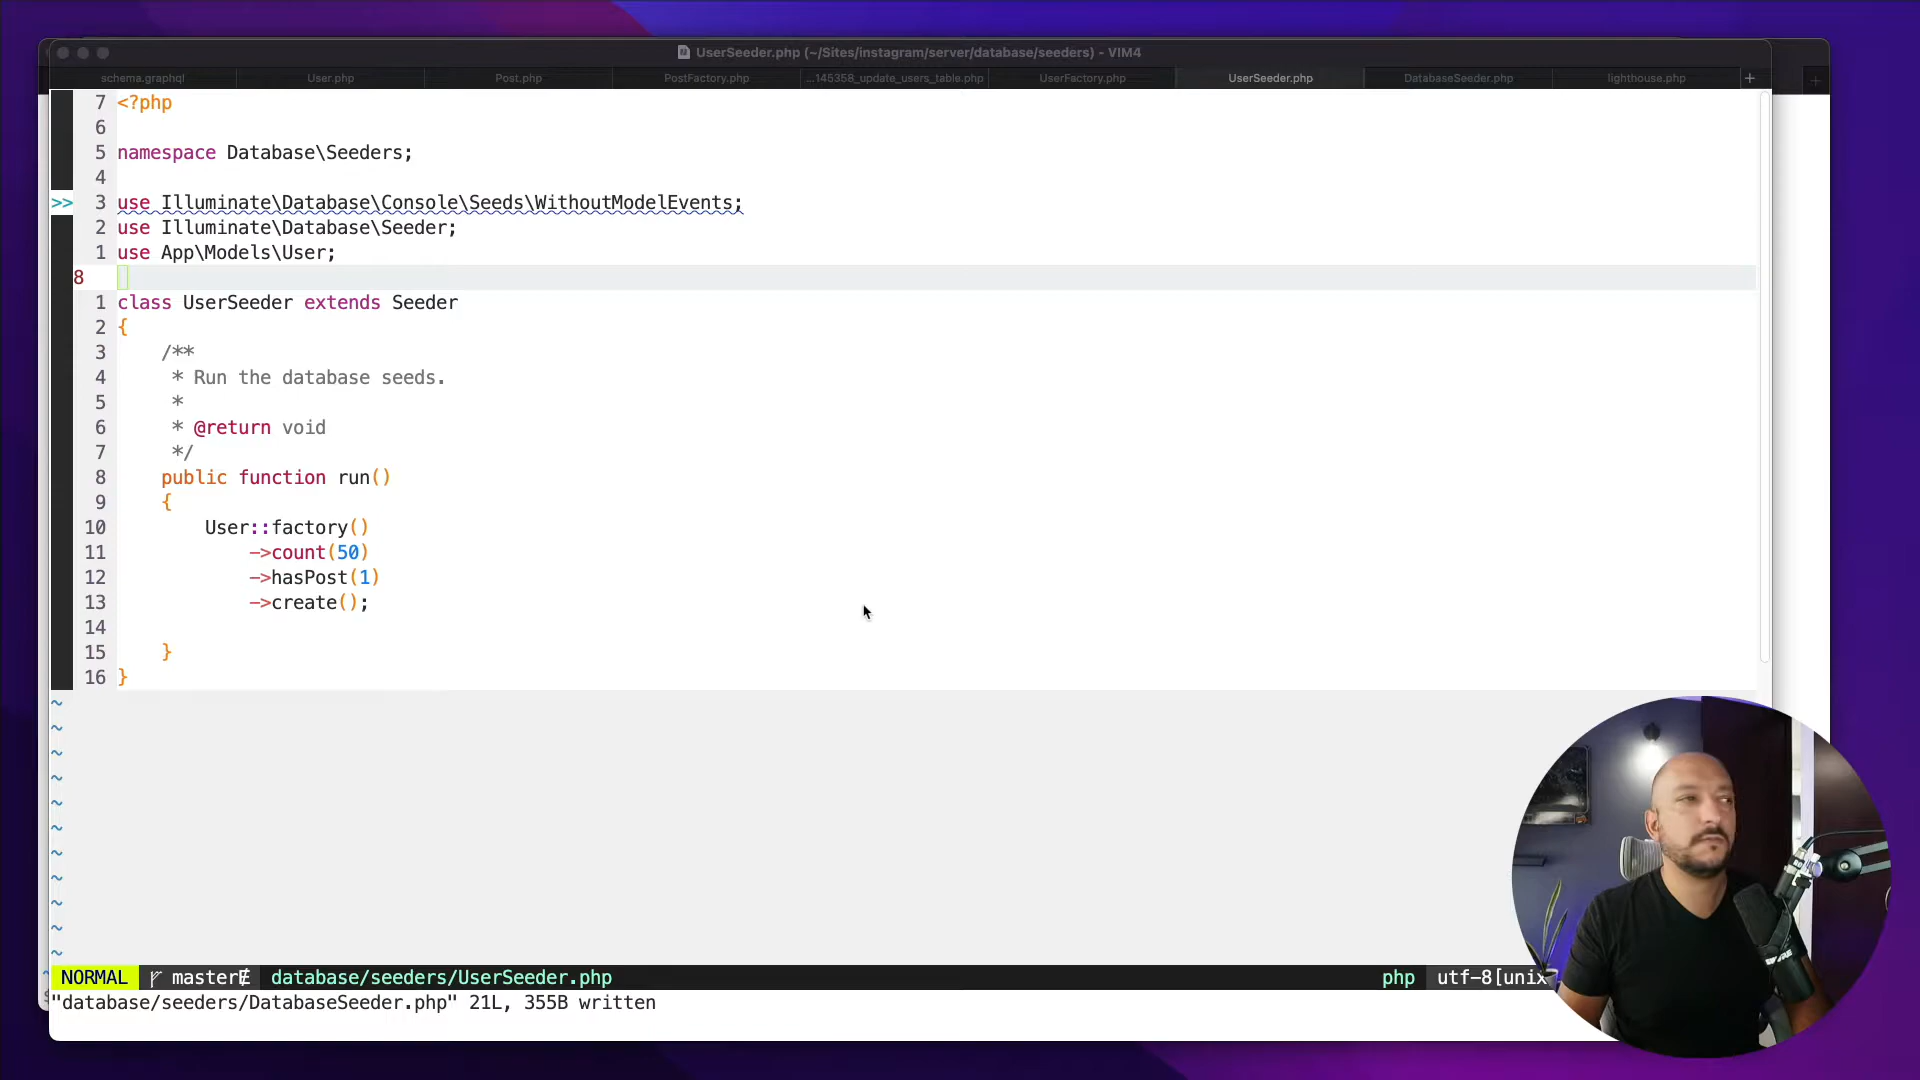 UserSeeder.php (~/Sites/instagram/server/database/seeders) - VIM4
schema.graphql User.php Post.php PostFactory.php ...145358_update_users_table.php UserFactory.php UserSeeder.php DatabaseSeeder.php lighthouse.php +
7 <?php
6
5 namespace Database\Seeders;
4
>> 3 use Illuminate\Database\Console\Seeds\WithoutModelEvents;
2 use Illuminate\Database\Seeder;
1 use App\Models\User;
8
1 class UserSeeder extends Seeder
2 {
3 /**
4 * Run the database seeds.
5 *
6 * @return void
7 */
8 public function run()
9 {
10 User::factory()
11 ->count(50)
12 ->hasPost(1)
13 ->create();
14
15 }
16 }
~
~
~
~
~
~
~
~
~
~
~
NORMAL master database/seeders/UserSeeder.php php utf-8[unix
"database/seeders/DatabaseSeeder.php" 21L, 355B written